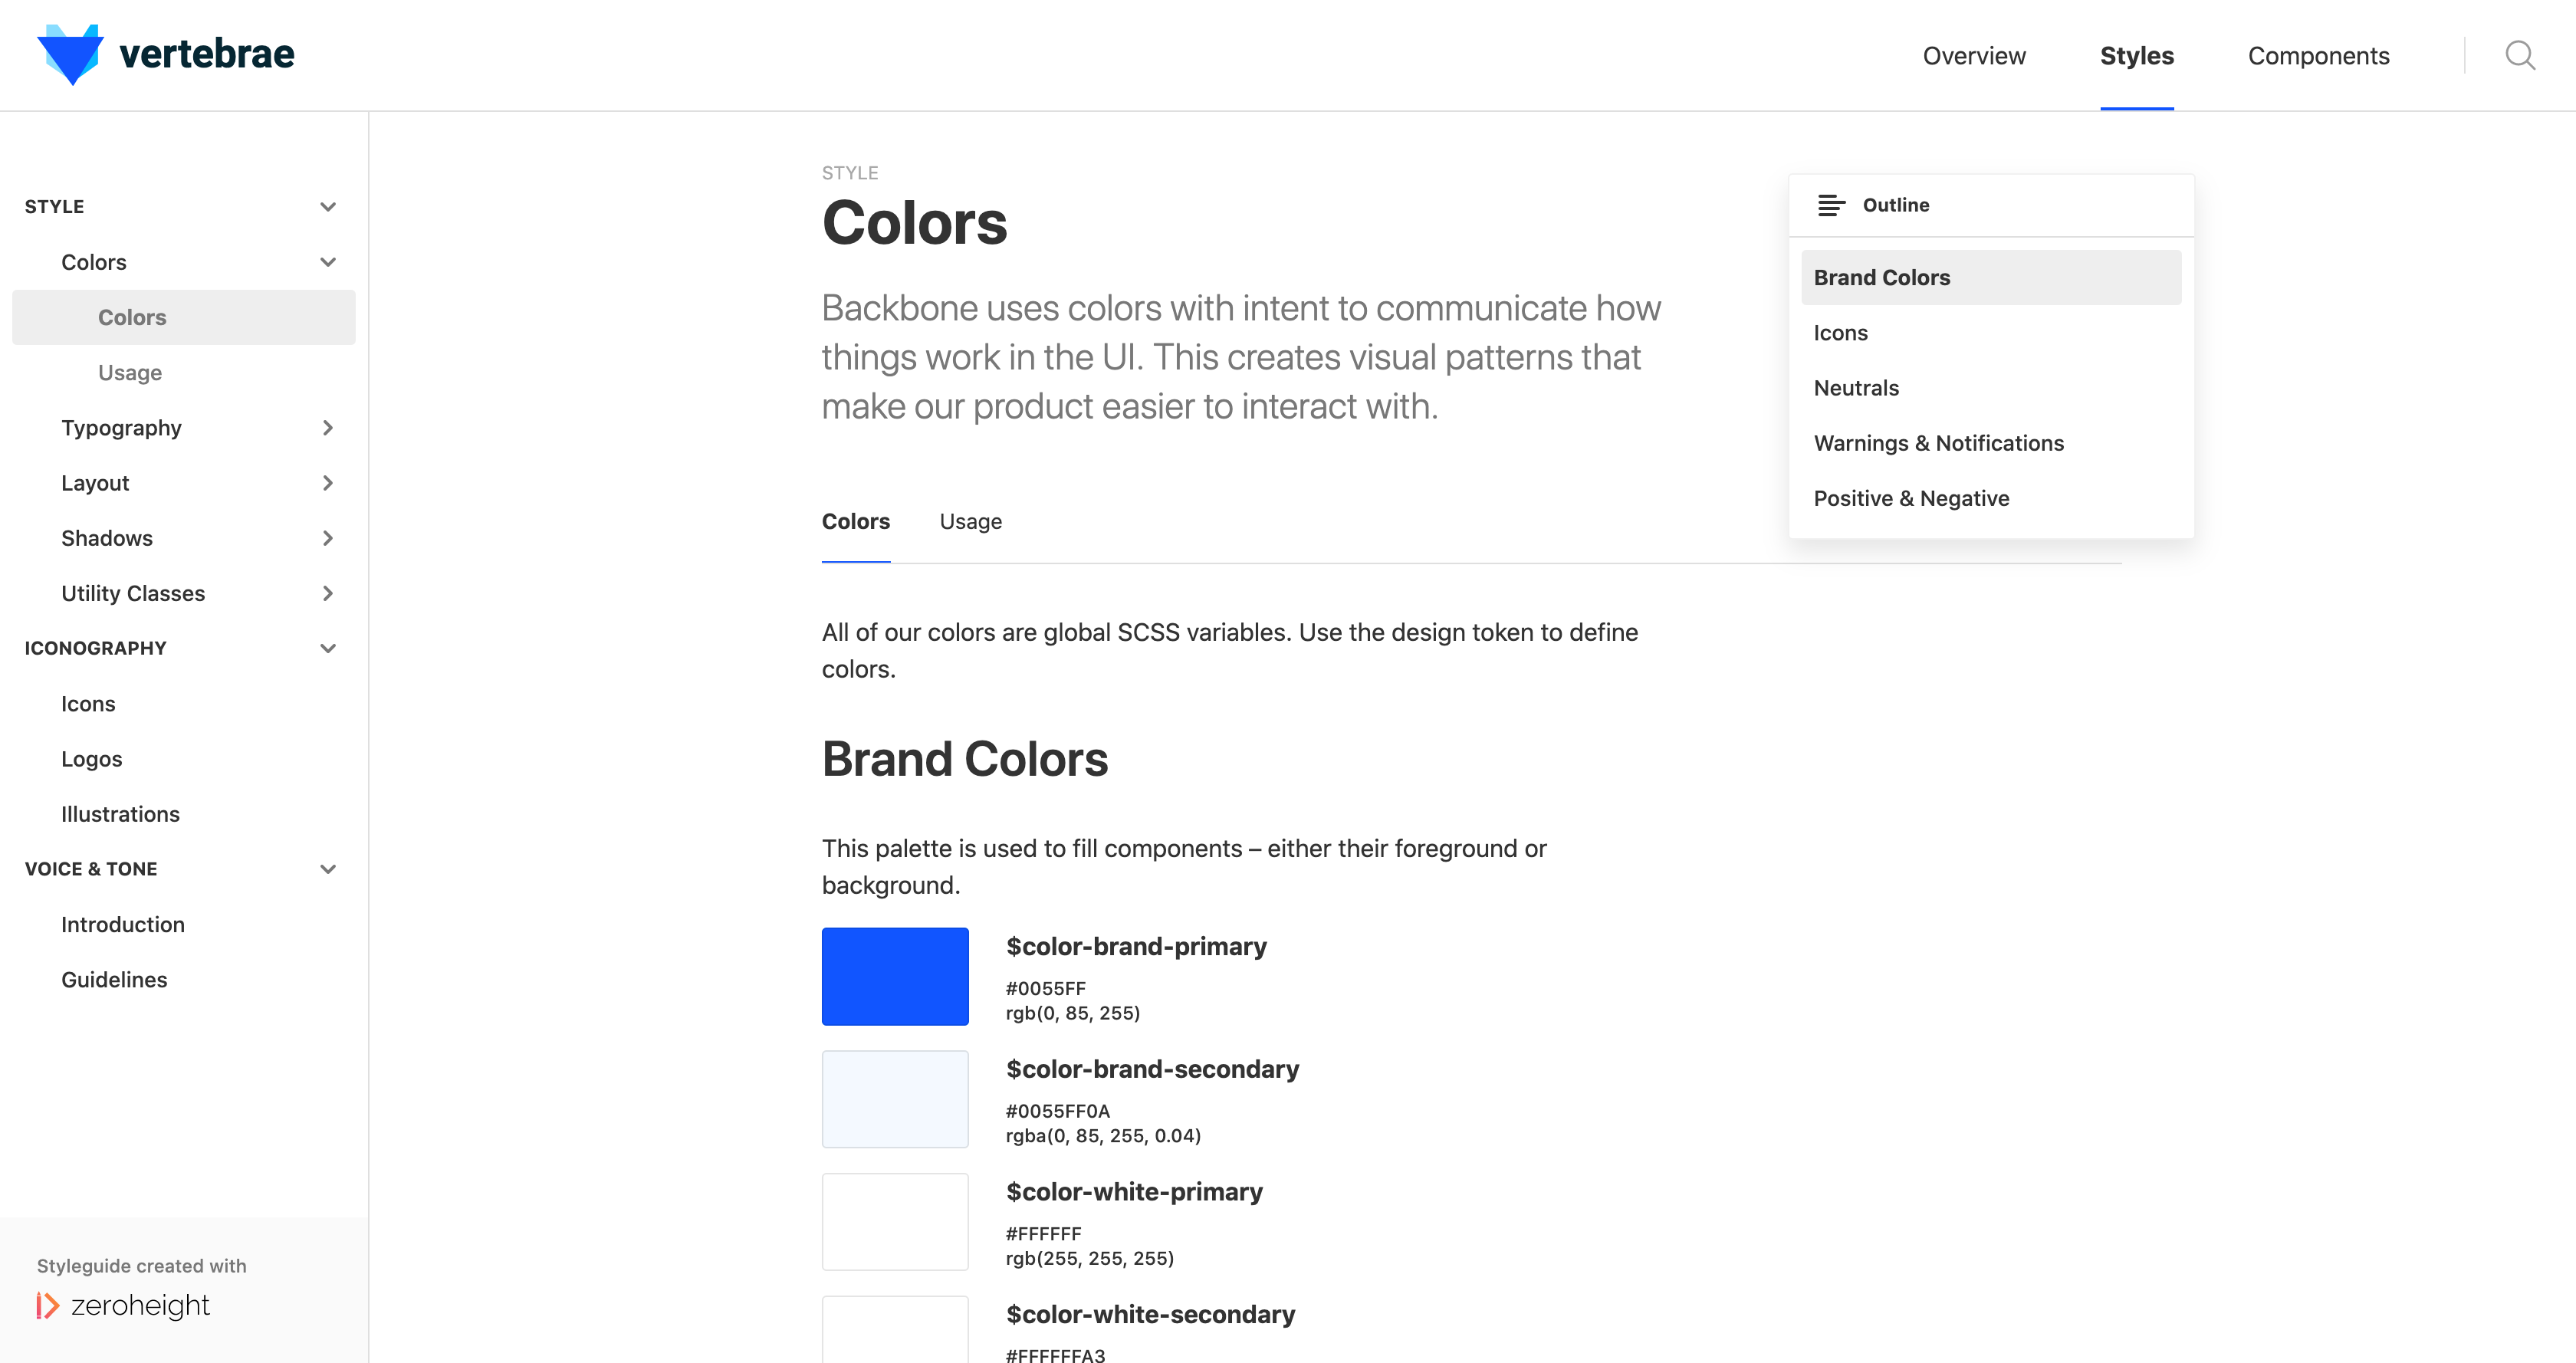 vertebrae
Overview
Styles
Components
STYLE
Colors
Colors
Usage
Typography
Layout
Shadows
Utility Classes
ICONOGRAPHY
Icons
Logos
Illustrations
VOICE & TONE
Introduction
Guidelines
Styleguide created with
zeroheight
STYLE
Colors
Backbone uses colors with intent to communicate how
things work in the UI. This creates visual patterns that
make our product easier to interact with.
Colors
Usage
All of our colors are global SCSS variables. Use the design token to define
colors.
Brand Colors
This palette is used to fill components – either their foreground or
background.
$color-brand-primary
#0055FF
rgb(0, 85, 255)
$color-brand-secondary
#0055FF0A
rgba(0, 85, 255, 0.04)
$color-white-primary
#FFFFFF
rgb(255, 255, 255)
$color-white-secondary
#FFFFFFA3
Outline
Brand Colors
Icons
Neutrals
Warnings & Notifications
Positive & Negative